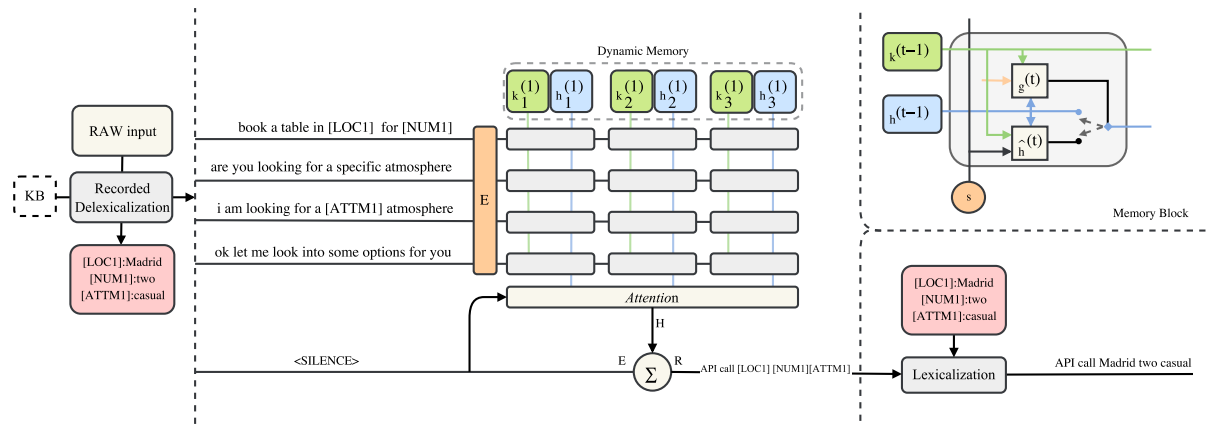 RAW input
KB
Recorded
Delexicalization
[LOC1]:Madrid
[NUM1]:two
[ATTM1]:casual
Dynamic Memory
k 1 (1) h 1 (1) k 2 (1) h 2 (1) k 3 (1) h 3 (1)
book a table in [LOC1] for [NUM1]
are you looking for a specific atmosphere
i am looking for a [ATTM1] atmosphere
ok let me look into some options for you
E
Attention
H
<SILENCE>
E
Σ
R
API call [LOC1] [NUM1][ATTM1]
k(t−1)
g(t)
h(t−1)
ĥ(t)
s
Memory Block
[LOC1]:Madrid
[NUM1]:two
[ATTM1]:casual
Lexicalization
API call Madrid two casual